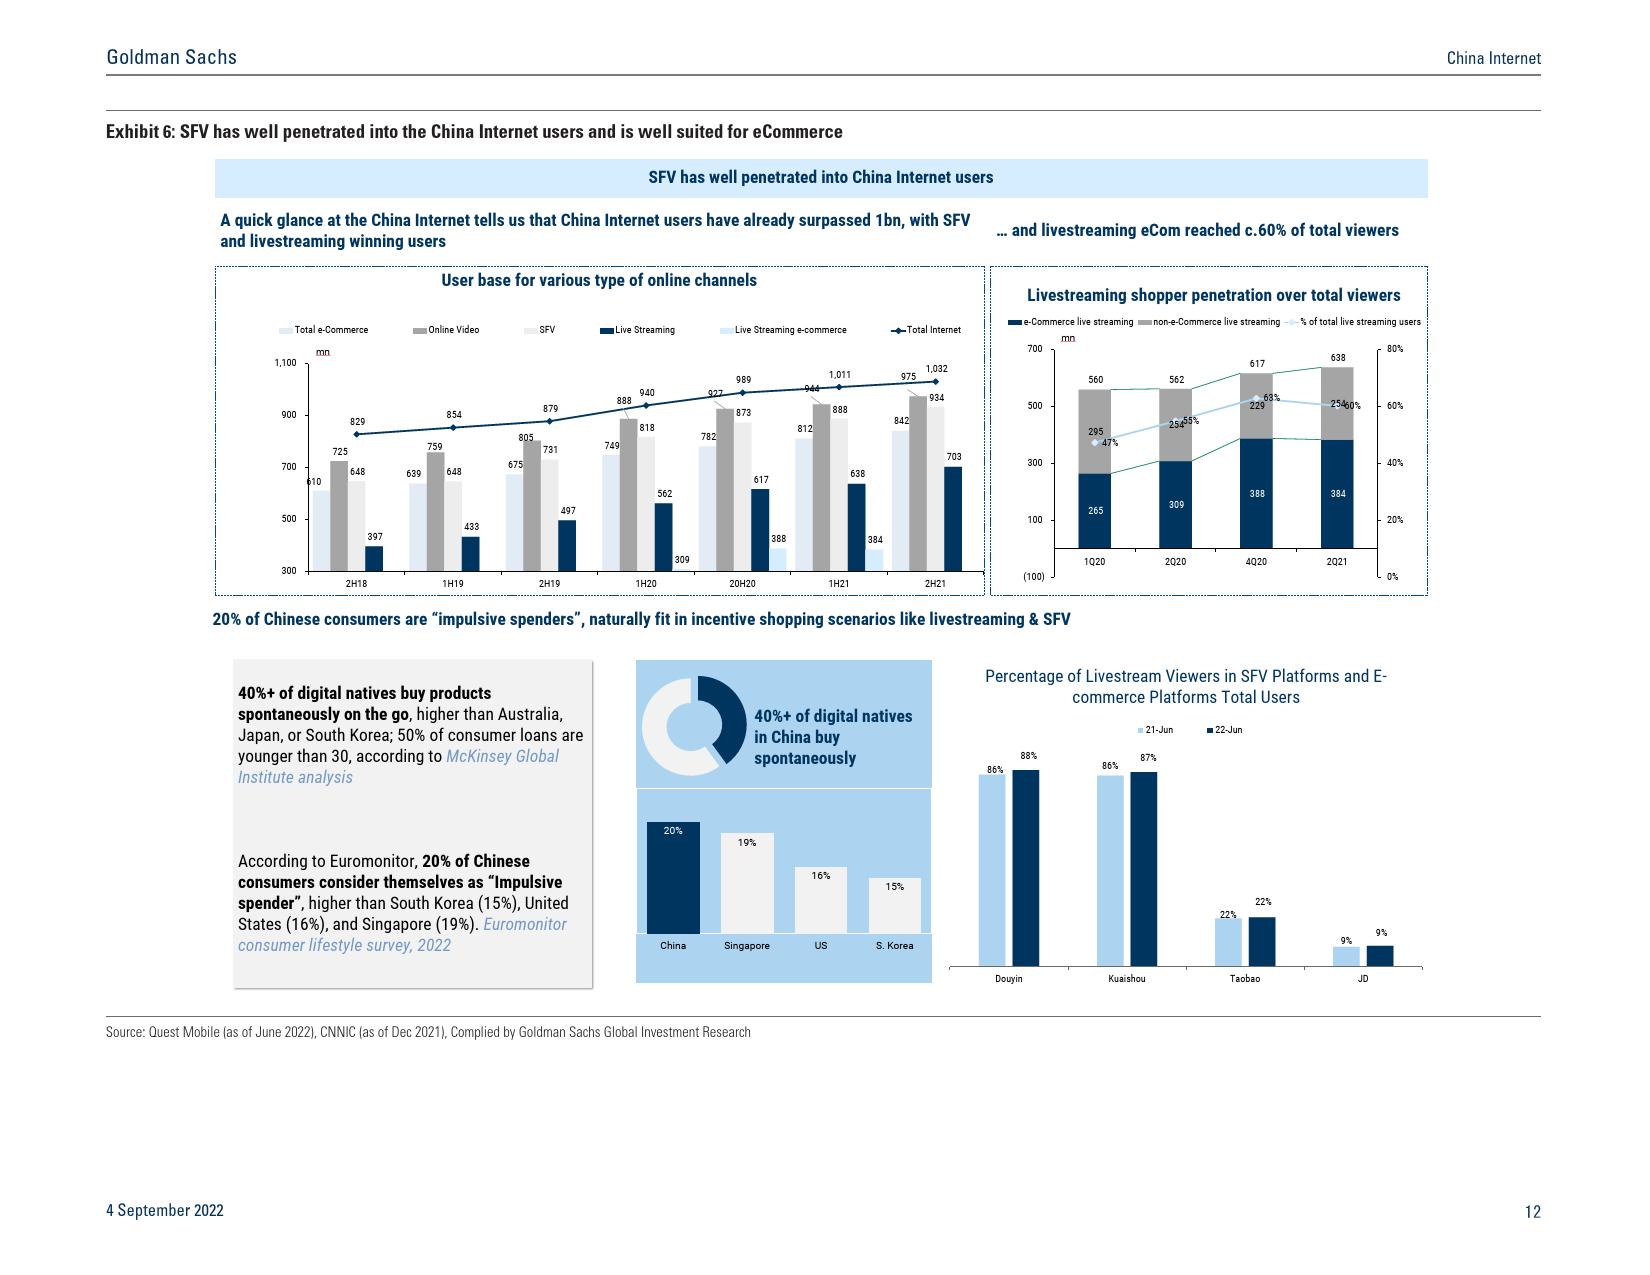 Goldman Sachs
China Internet
Exhibit 6: SFV has well penetrated into the China Internet users and is well suited for eCommerce
SFV has well penetrated into China Internet users
A quick glance at the China Internet tells us that China Internet users have already surpassed 1bn, with SFV
and livestreaming winning users
… and livestreaming eCom reached c.60% of total viewers
User base for various type of online channels
Total e-Commerce Online Video SFV Live Streaming Live Streaming e-commerce Total Internet
mn
1,100
900
700
500
300
829 854 879 940 989 1,011 1,032
610 725 648 397
639 759 648 433
675 805 731 497
749 888 818 562 309
782 927 873 617 388
812 944 888 638 384
842 975 934 703
2H18 1H19 2H19 1H20 20H20 1H21 2H21
Livestreaming shopper penetration over total viewers
e-Commerce live streaming non-e-Commerce live streaming % of total live streaming users
mn
700
500
300
100
(100)
80%
60%
40%
20%
0%
560 562 617 638
295 254 229 254
47% 55% 63% 60%
265 309 388 384
1Q20 2Q20 4Q20 2Q21
20% of Chinese consumers are “impulsive spenders”, naturally fit in incentive shopping scenarios like livestreaming & SFV
40%+ of digital natives buy products
spontaneously on the go, higher than Australia,
Japan, or South Korea; 50% of consumer loans are
younger than 30, according to McKinsey Global
Institute analysis
According to Euromonitor, 20% of Chinese
consumers consider themselves as “Impulsive
spender”, higher than South Korea (15%), United
States (16%), and Singapore (19%). Euromonitor
consumer lifestyle survey, 2022
40%+ of digital natives
in China buy
spontaneously
20% 19% 16% 15%
China Singapore US S. Korea
Percentage of Livestream Viewers in SFV Platforms and E-
commerce Platforms Total Users
21-Jun 22-Jun
86% 88% 86% 87% 22% 22% 9% 9%
Douyin Kuaishou Taobao JD
Source: Quest Mobile (as of June 2022), CNNIC (as of Dec 2021), Complied by Goldman Sachs Global Investment Research
4 September 2022
12